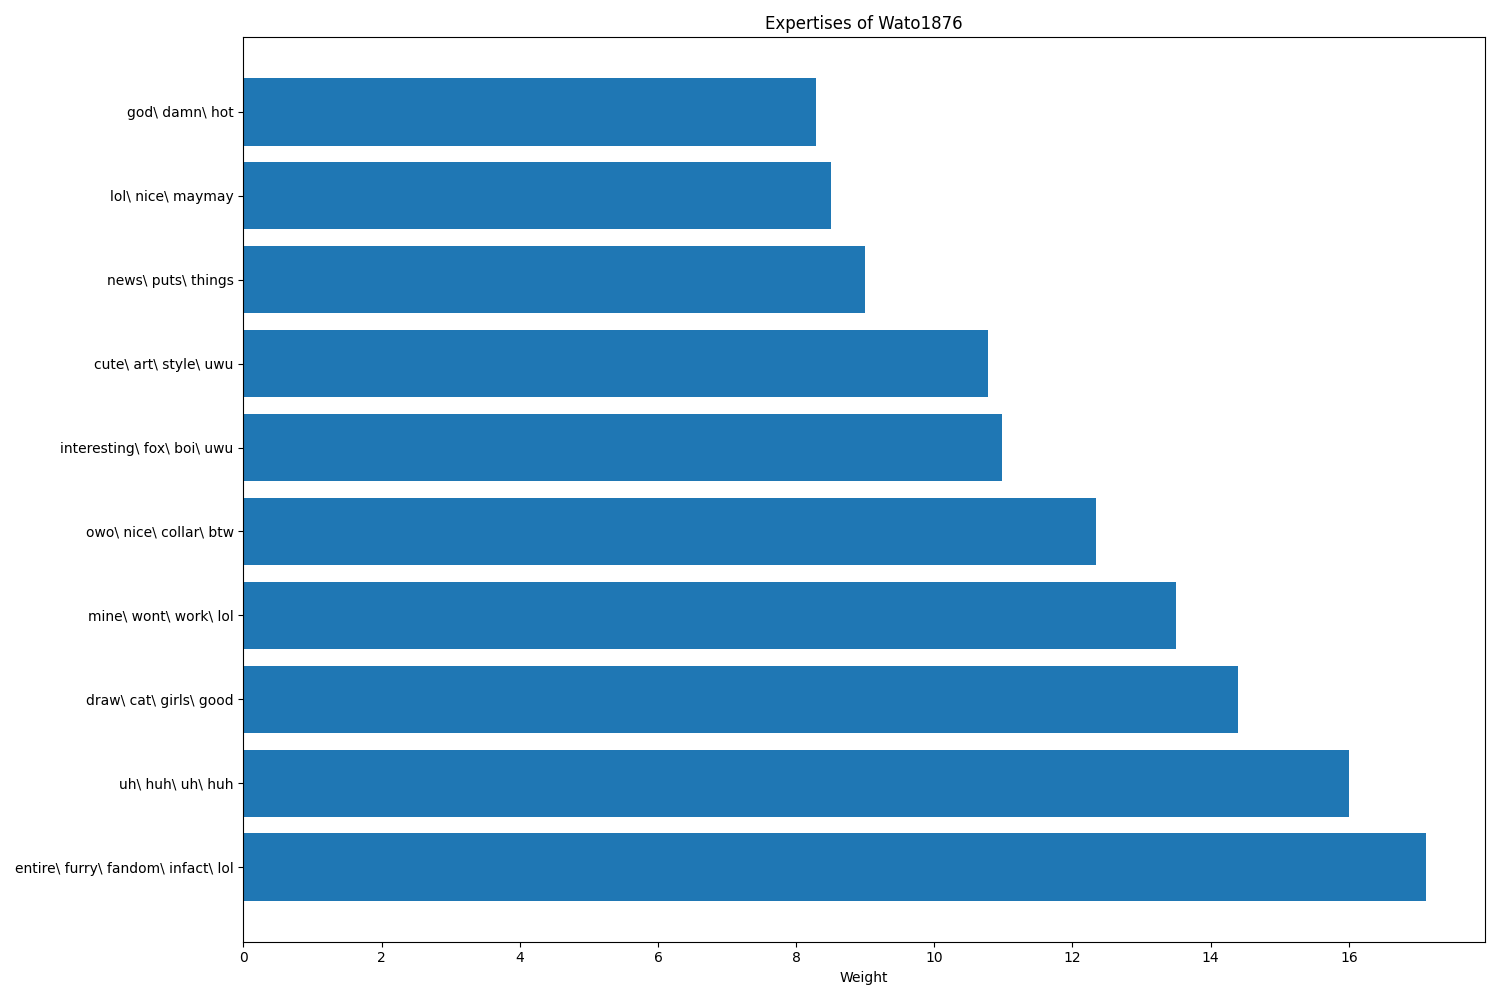 Expertises of Wato1876
god\ damn\ hot
lol\ nice\ maymay
news\ puts\ things
cute\ art\ style\ uwu
interesting\ fox\ boi\ uwu
owo\ nice\ collar\ btw
mine\ wont\ work\ lol
draw\ cat\ girls\ good
uh\ huh\ uh\ huh
entire\ furry\ fandom\ infact\ lol
0 2 4 6 8 10 12 14 16
Weight